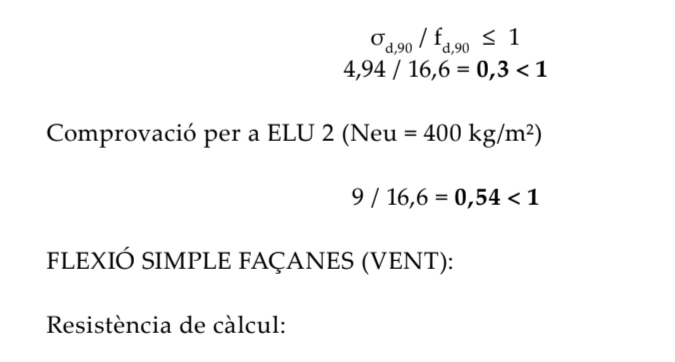 σd,90 / fd,90 ≤ 1
4,94 / 16,6 = 0,3 < 1
Comprovació per a ELU 2 (Neu = 400 kg/m²)
9 / 16,6 = 0,54 < 1
FLEXIÓ SIMPLE FAÇANES (VENT):
Resistència de càlcul: